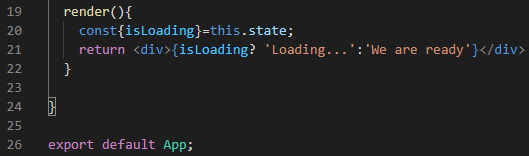 19 render(){
20 const{isLoading}=this.state;
21 return <div>{isLoading? 'Loading...':'We are ready'}</div>
22 }
23
24 }
25
26 export default App;